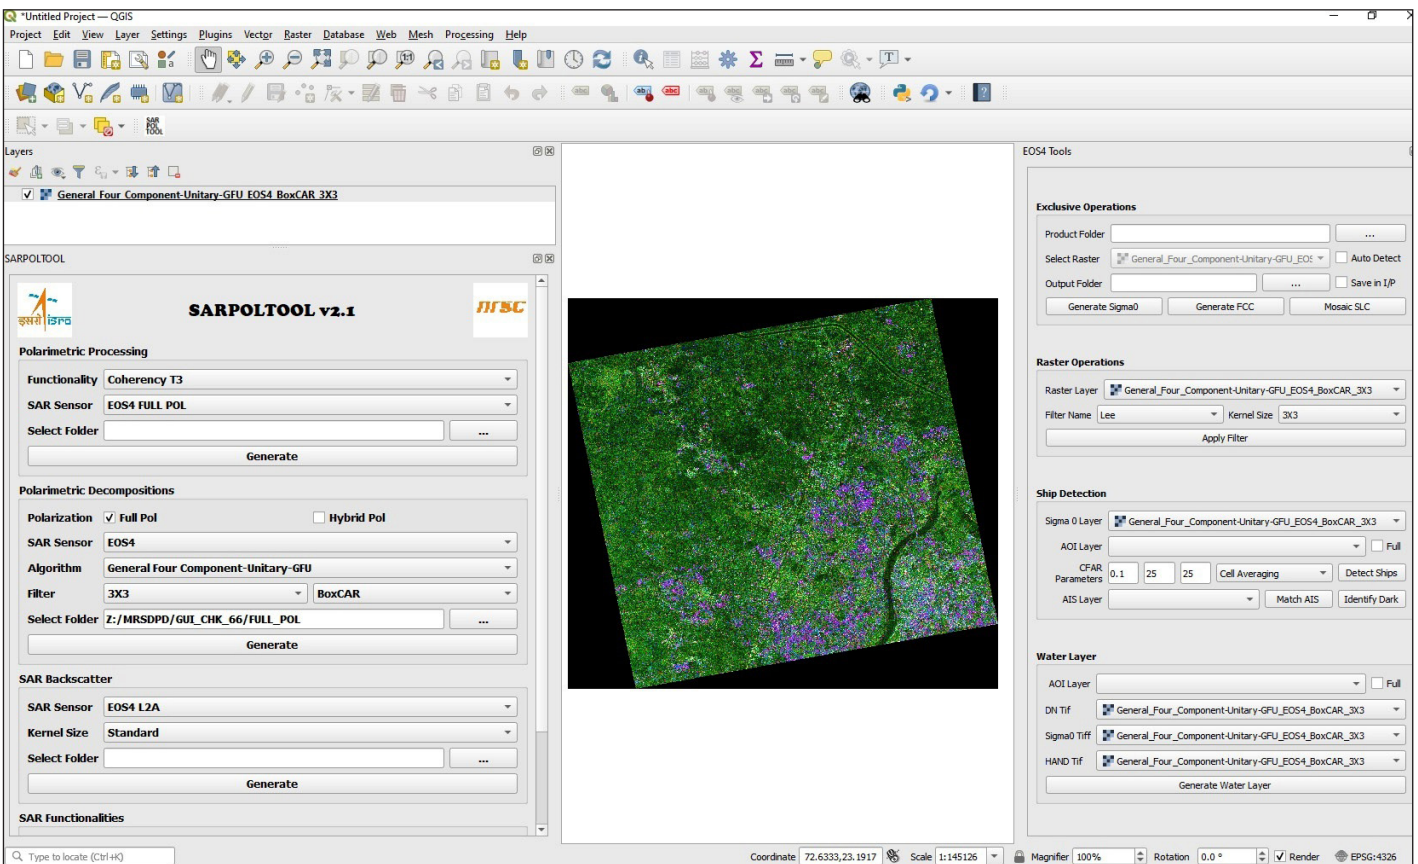 *Untitled Project — QGIS
Project Edit View Layer Settings Plugins Vector Raster Database Web Mesh Processing Help
SAR POL TOOL
Layers
General Four Component-Unitary-GFU EOS4 BoxCAR 3X3
SARPOLTOOL
इसरो isro
SARPOLTOOL v2.1
nrsc
Polarimetric Processing
Functionality Coherency T3
SAR Sensor EOS4 FULL POL
Select Folder ...
Generate
Polarimetric Decompositions
Polarization Full Pol Hybrid Pol
SAR Sensor EOS4
Algorithm General Four Component-Unitary-GFU
Filter 3X3 BoxCAR
Select Folder Z:/MRSDPD/GUI_CHK_66/FULL_POL ...
Generate
SAR Backscatter
SAR Sensor EOS4 L2A
Kernel Size Standard
Select Folder ...
Generate
SAR Functionalities
EOS4 Tools
Exclusive Operations
Product Folder ...
Select Raster General_Four_Component-Unitary-GFU_EOS Auto Detect
Output Folder ... Save in I/P
Generate Sigma0 Generate FCC Mosaic SLC
Raster Operations
Raster Layer General_Four_Component-Unitary-GFU_EOS4_BoxCAR_3X3
Filter Name Lee Kernel Size 3X3
Apply Filter
Ship Detection
Sigma 0 Layer General_Four_Component-Unitary-GFU_EOS4_BoxCAR_3X3
AOI Layer Full
CFAR Parameters 0.1 25 25 Cell Averaging Detect Ships
AIS Layer Match AIS Identify Dark
Water Layer
AOI Layer Full
DN Tif General_Four_Component-Unitary-GFU_EOS4_BoxCAR_3X3
Sigma0 Tiff General_Four_Component-Unitary-GFU_EOS4_BoxCAR_3X3
HAND Tif General_Four_Component-Unitary-GFU_EOS4_BoxCAR_3X3
Generate Water Layer
Type to locate (Ctrl+K) Coordinate 72.6333,23.1917 Scale 1:145126 Magnifier 100% Rotation 0.0 ° Render EPSG:4326